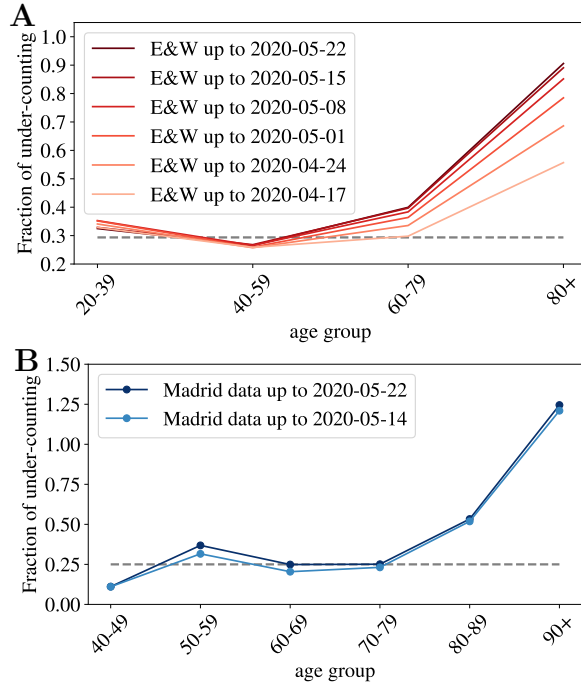 A
Fraction of under-counting
1.0
0.9
0.8
0.7
0.6
0.5
0.4
0.3
0.2
E&W up to 2020-05-22
E&W up to 2020-05-15
E&W up to 2020-05-08
E&W up to 2020-05-01
E&W up to 2020-04-24
E&W up to 2020-04-17
20-39
40-59
60-79
80+
age group
B
Fraction of under-counting
1.50
1.25
1.00
0.75
0.50
0.25
0.00
Madrid data up to 2020-05-22
Madrid data up to 2020-05-14
40-49
50-59
60-69
70-79
80-89
90+
age group